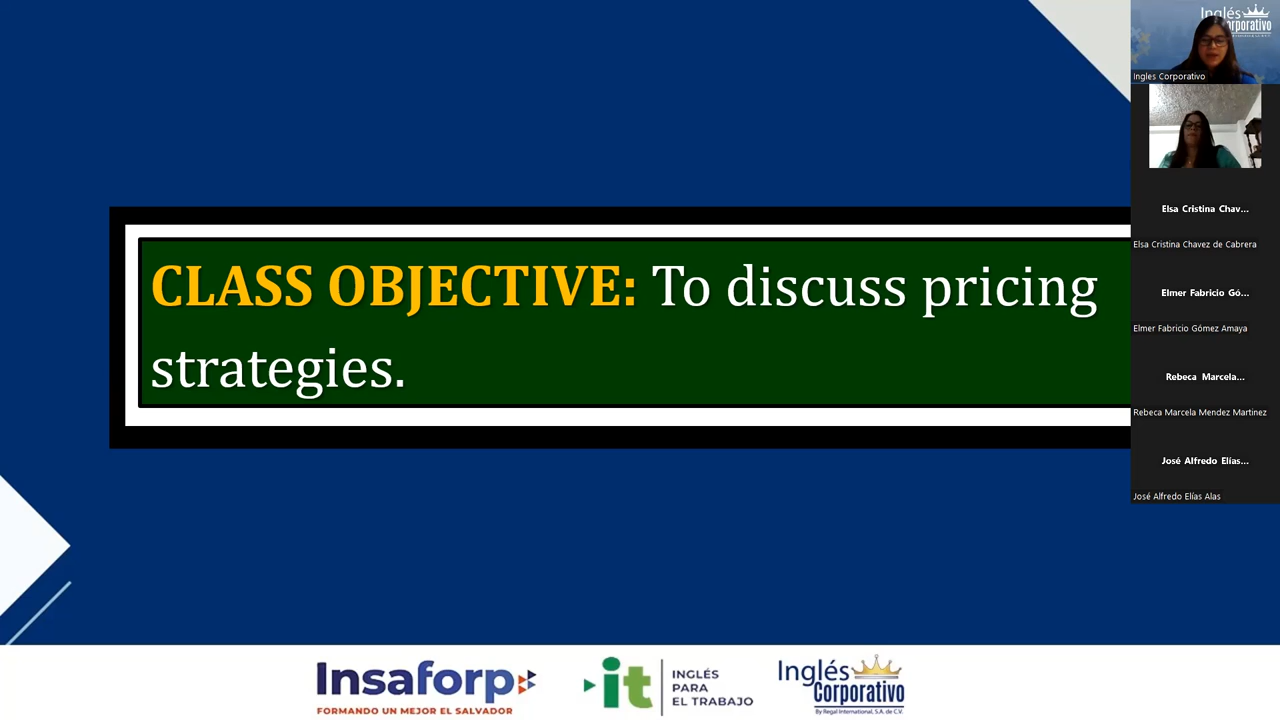 CLASS OBJECTIVE: To discuss pricing
strategies.
Insaforp
FORMANDO UN MEJOR EL SALVADOR
it
INGLÉS
PARA
EL TRABAJO
Inglés
Corporativo
By Regal International, S.A. de C.V.
Inglés
Corporativo
Ingles Corporativo
Elsa Cristina Chav...
Elsa Cristina Chavez de Cabrera
Elmer Fabricio Gó...
Elmer Fabricio Gómez Amaya
Rebeca Marcela...
Rebeca Marcela Mendez Martinez
José Alfredo Elías...
José Alfredo Elías Alas